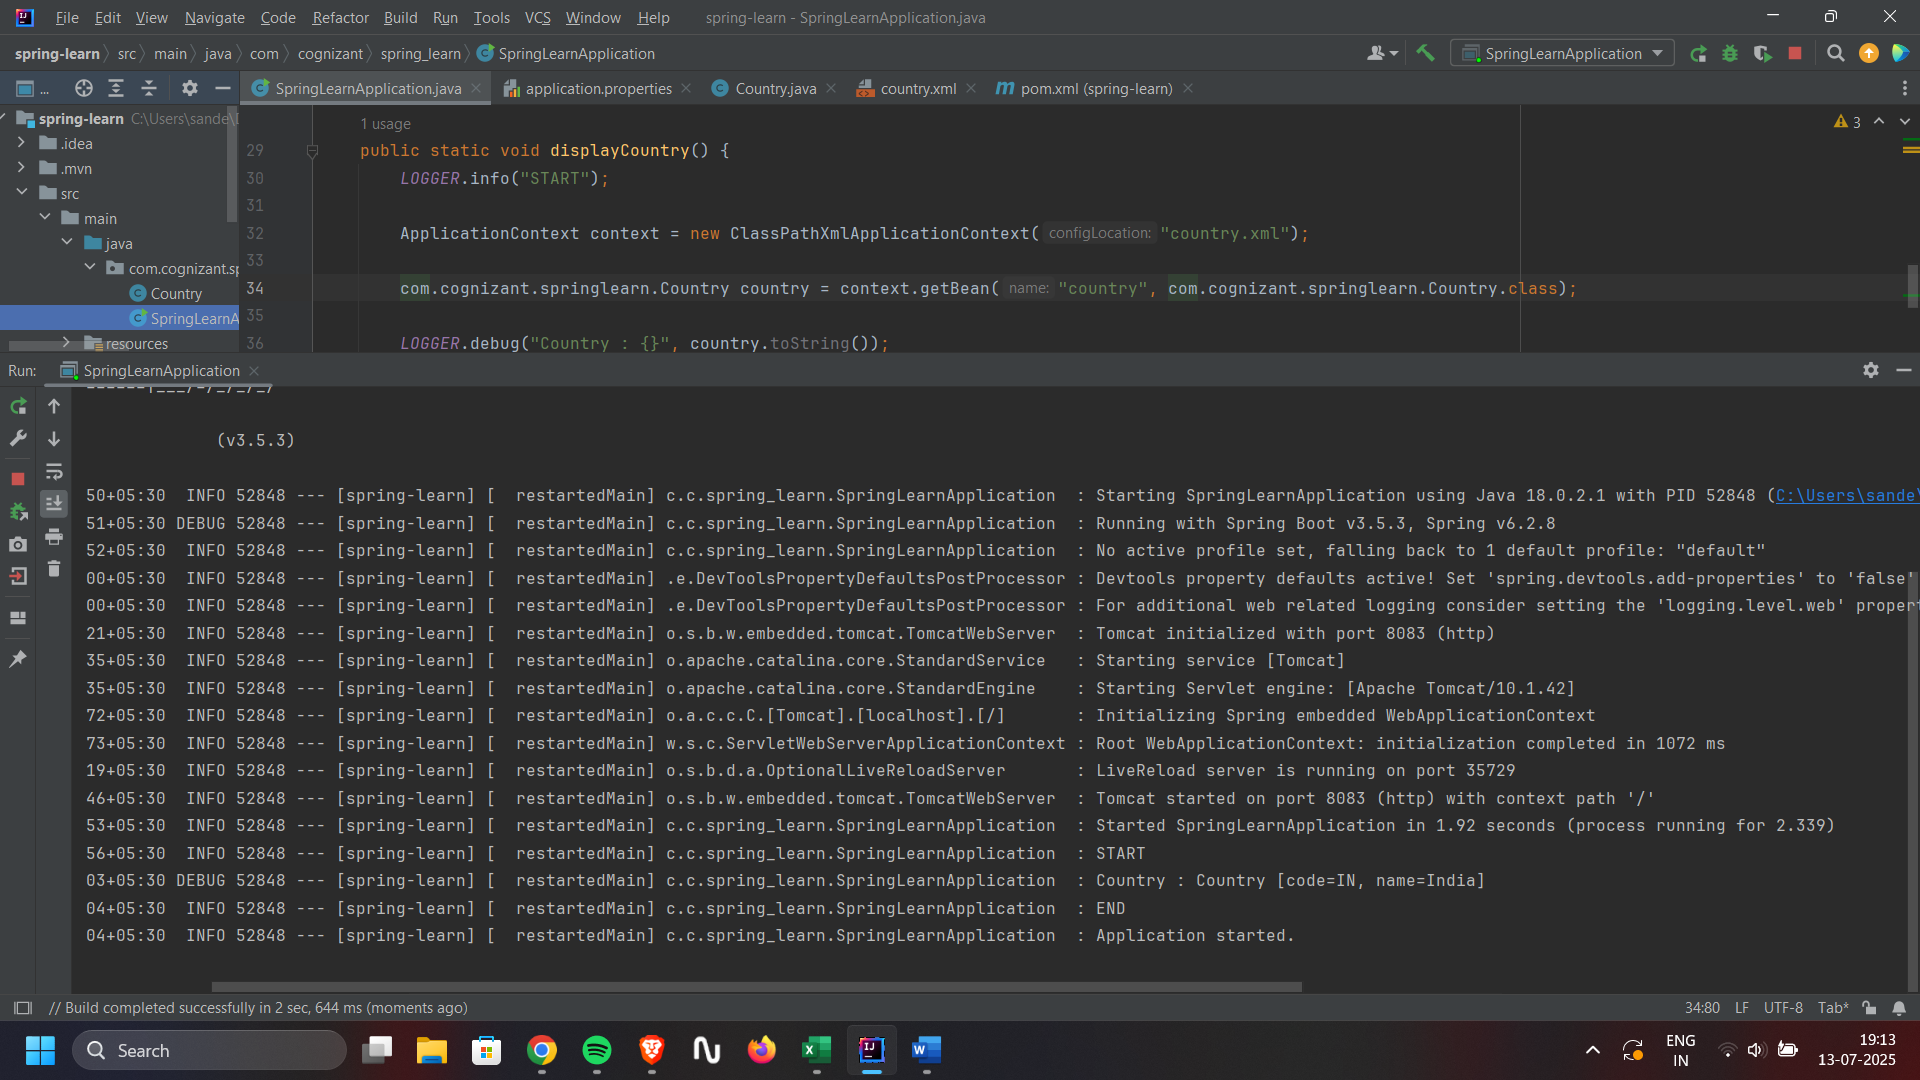 File Edit View Navigate Code Refactor Build Run Tools VCS Window Help spring-learn - SpringLearnApplication.java
spring-learn src main java com cognizant spring_learn SpringLearnApplication
SpringLearnApplication
... SpringLearnApplication.java application.properties Country.java country.xml pom.xml (spring-learn)
spring-learn C:\Users\sande\
.idea
.mvn
src
main
java
com.cognizant.sp
Country
SpringLearnA
resources
1 usage
3
29 public static void displayCountry() {
30 LOGGER.info("START");
31
32 ApplicationContext context = new ClassPathXmlApplicationContext( configLocation: "country.xml");
33
34 com.cognizant.springlearn.Country country = context.getBean( name: "country", com.cognizant.springlearn.Country.class);
35
36 LOGGER.debug("Country : {}", country.toString());
Run: SpringLearnApplication
(v3.5.3)
50+05:30  INFO 52848 --- [spring-learn] [  restartedMain] c.c.spring_learn.SpringLearnApplication  : Starting SpringLearnApplication using Java 18.0.2.1 with PID 52848 (C:\Users\sande\
51+05:30 DEBUG 52848 --- [spring-learn] [  restartedMain] c.c.spring_learn.SpringLearnApplication  : Running with Spring Boot v3.5.3, Spring v6.2.8
52+05:30  INFO 52848 --- [spring-learn] [  restartedMain] c.c.spring_learn.SpringLearnApplication  : No active profile set, falling back to 1 default profile: "default"
00+05:30  INFO 52848 --- [spring-learn] [  restartedMain] .e.DevToolsPropertyDefaultsPostProcessor : Devtools property defaults active! Set 'spring.devtools.add-properties' to 'false'
00+05:30  INFO 52848 --- [spring-learn] [  restartedMain] .e.DevToolsPropertyDefaultsPostProcessor : For additional web related logging consider setting the 'logging.level.web' propert
21+05:30  INFO 52848 --- [spring-learn] [  restartedMain] o.s.b.w.embedded.tomcat.TomcatWebServer  : Tomcat initialized with port 8083 (http)
35+05:30  INFO 52848 --- [spring-learn] [  restartedMain] o.apache.catalina.core.StandardService   : Starting service [Tomcat]
35+05:30  INFO 52848 --- [spring-learn] [  restartedMain] o.apache.catalina.core.StandardEngine    : Starting Servlet engine: [Apache Tomcat/10.1.42]
72+05:30  INFO 52848 --- [spring-learn] [  restartedMain] o.a.c.c.C.[Tomcat].[localhost].[/]       : Initializing Spring embedded WebApplicationContext
73+05:30  INFO 52848 --- [spring-learn] [  restartedMain] w.s.c.ServletWebServerApplicationContext : Root WebApplicationContext: initialization completed in 1072 ms
19+05:30  INFO 52848 --- [spring-learn] [  restartedMain] o.s.b.d.a.OptionalLiveReloadServer       : LiveReload server is running on port 35729
46+05:30  INFO 52848 --- [spring-learn] [  restartedMain] o.s.b.w.embedded.tomcat.TomcatWebServer  : Tomcat started on port 8083 (http) with context path '/'
53+05:30  INFO 52848 --- [spring-learn] [  restartedMain] c.c.spring_learn.SpringLearnApplication  : Started SpringLearnApplication in 1.92 seconds (process running for 2.339)
56+05:30  INFO 52848 --- [spring-learn] [  restartedMain] c.c.spring_learn.SpringLearnApplication  : START
03+05:30 DEBUG 52848 --- [spring-learn] [  restartedMain] c.c.spring_learn.SpringLearnApplication  : Country : Country [code=IN, name=India]
04+05:30  INFO 52848 --- [spring-learn] [  restartedMain] c.c.spring_learn.SpringLearnApplication  : END
04+05:30  INFO 52848 --- [spring-learn] [  restartedMain] c.c.spring_learn.SpringLearnApplication  : Application started.
// Build completed successfully in 2 sec, 644 ms (moments ago) 34:80 LF UTF-8 Tab*
Search
ENG
IN
19:13
13-07-2025